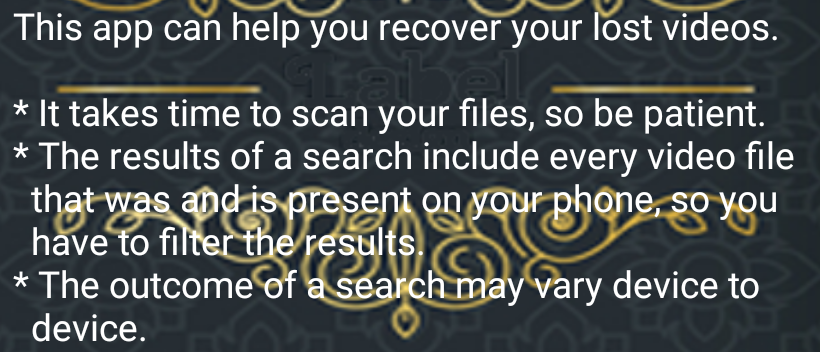 This app can help you recover your lost videos.
Label
* It takes time to scan your files, so be patient.
* The results of a search include every video file
that was and is present on your phone, so you
have to filter the results.
* The outcome of a search may vary device to
device.